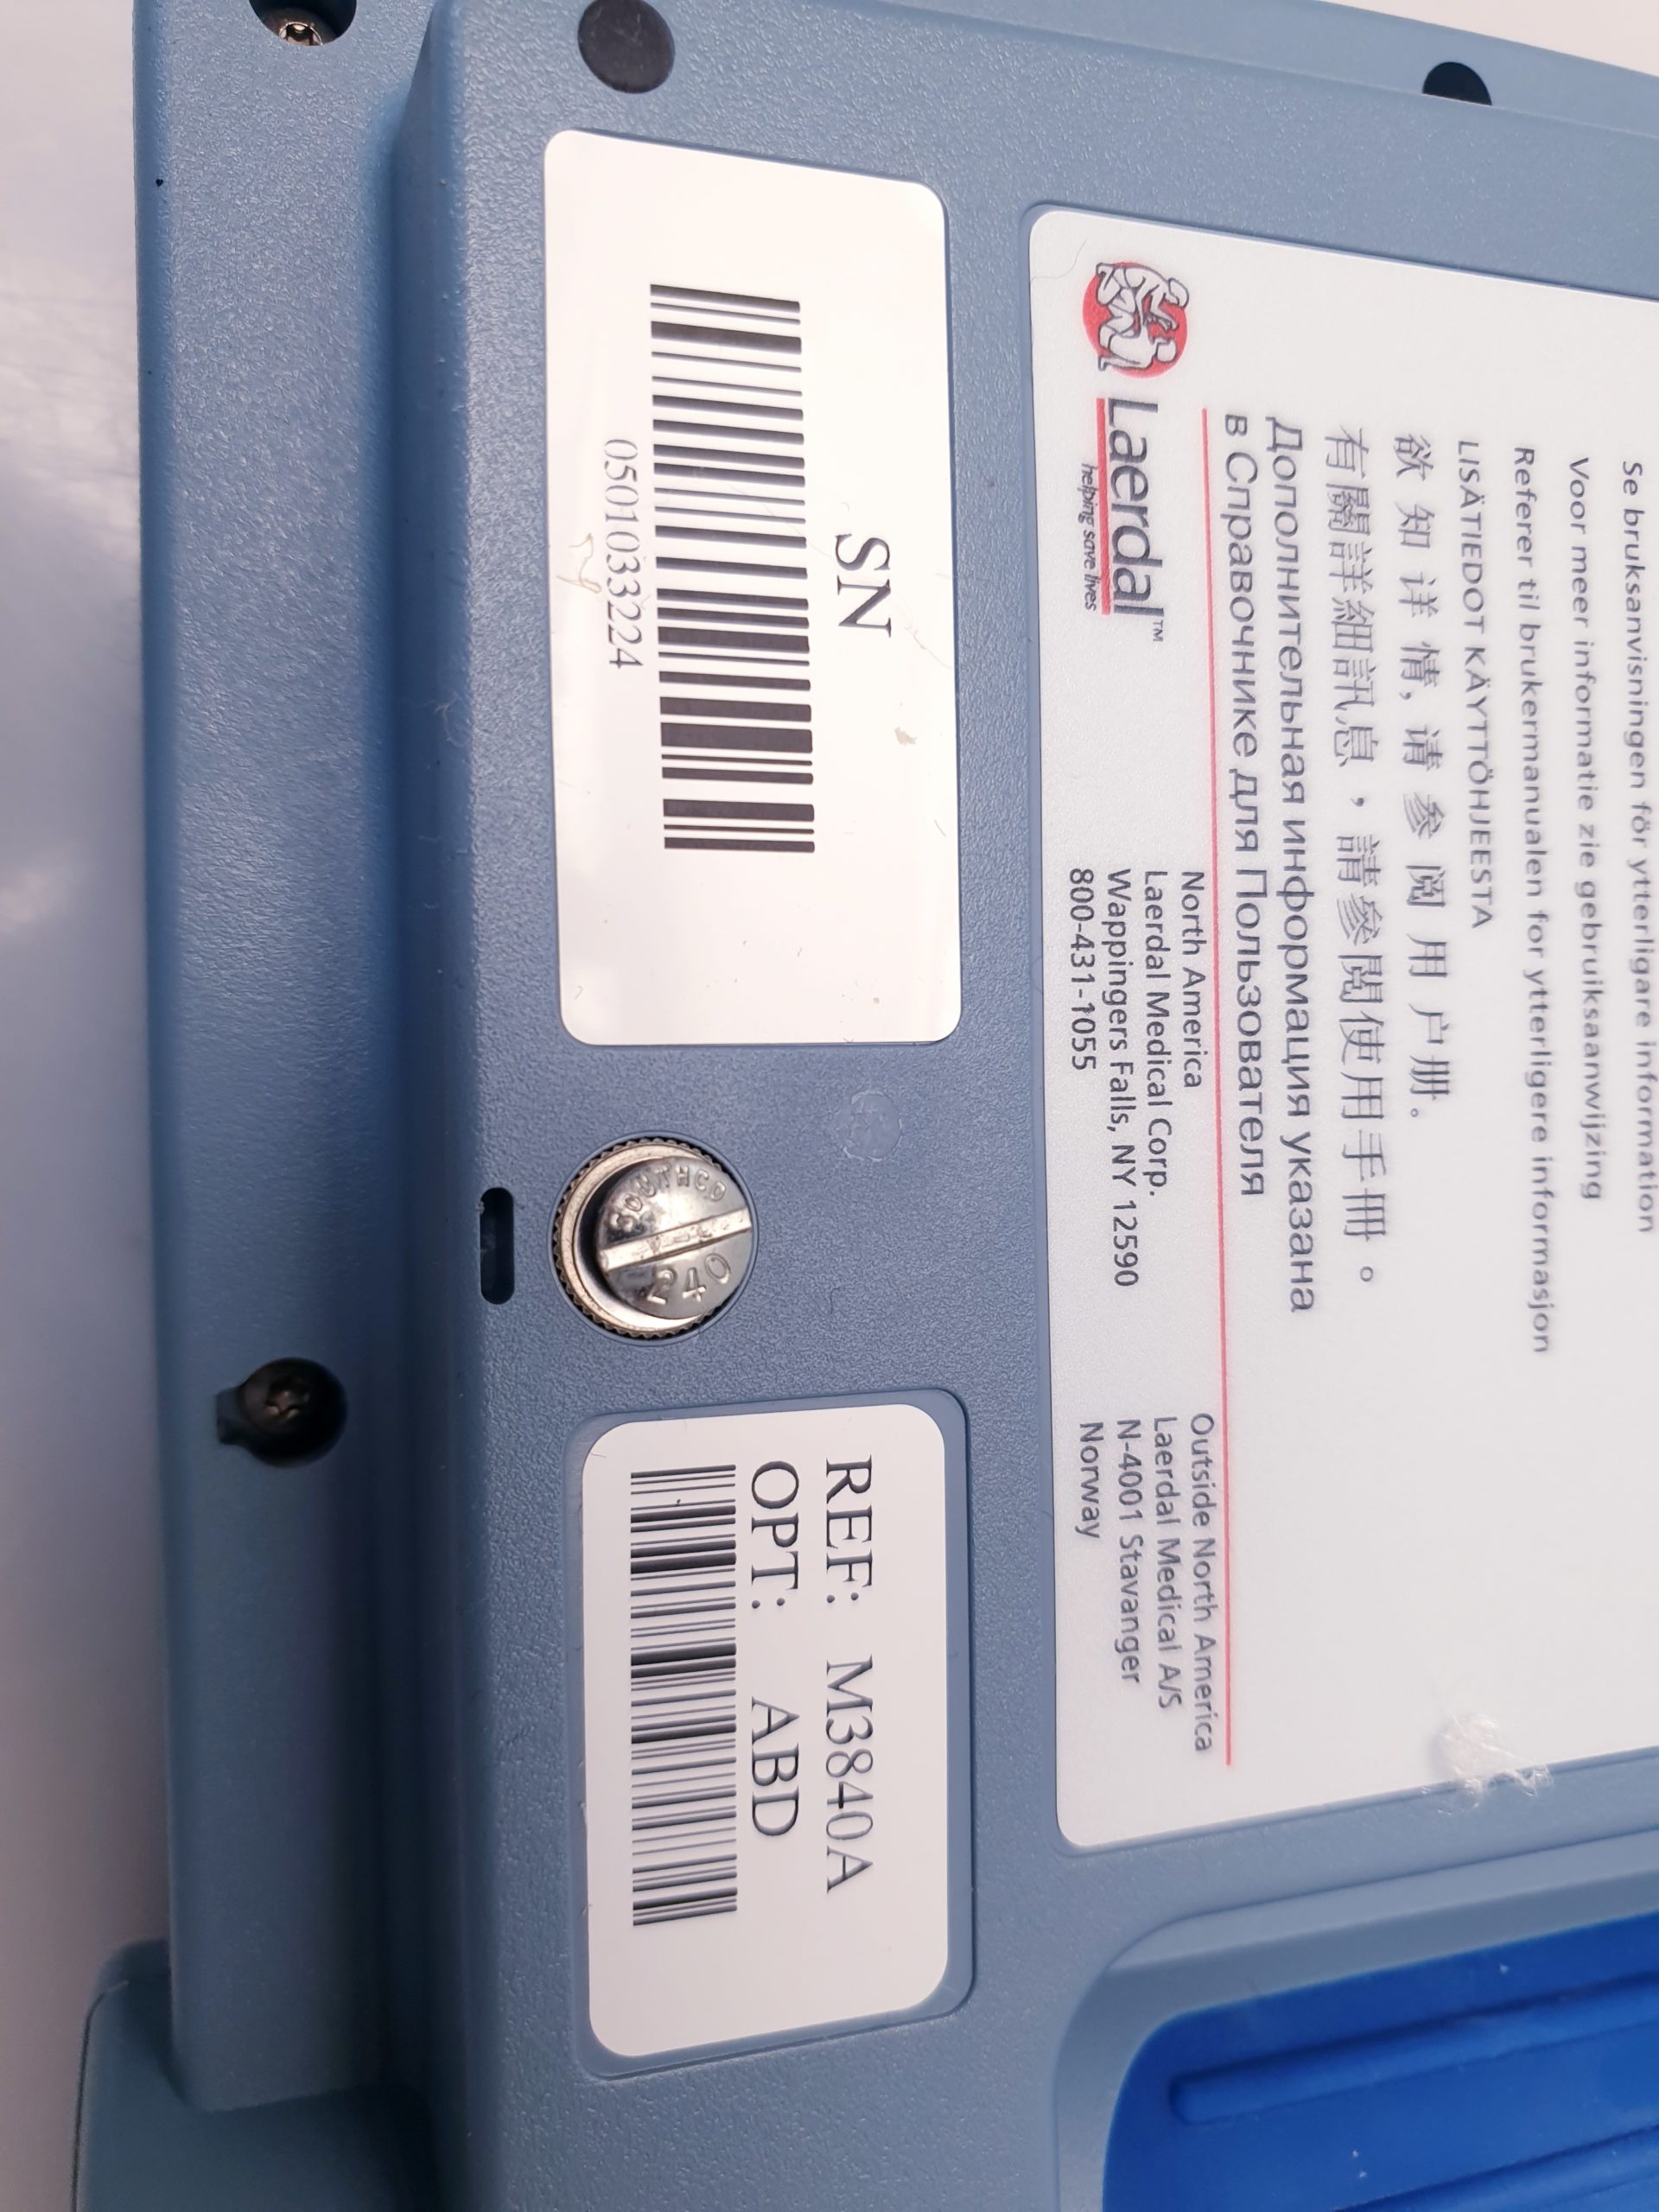 Se bruksanvisningen för ytterligare information
Voor meer informatie zie gebruiksaanwijzing
Referer til brukermanualen for ytterligere informasjon
LISÄTIEDOT KÄYTTÖHJEESTA
欲知详情,请参阅用户册。
有關詳細訊息，請參閱使用手冊。
Дополнительная информация указана
в Справочнике для Пользователя
Laerdal™
helping save lives
North America
Laerdal Medical Corp.
Wappingers Falls, NY 12590
800-431-1055
Outside North America
Laerdal Medical A/S
N-4001 Stavanger
Norway
SN
0501033224
SOUTHCO
240
REF: M3840A
OPT: ABD